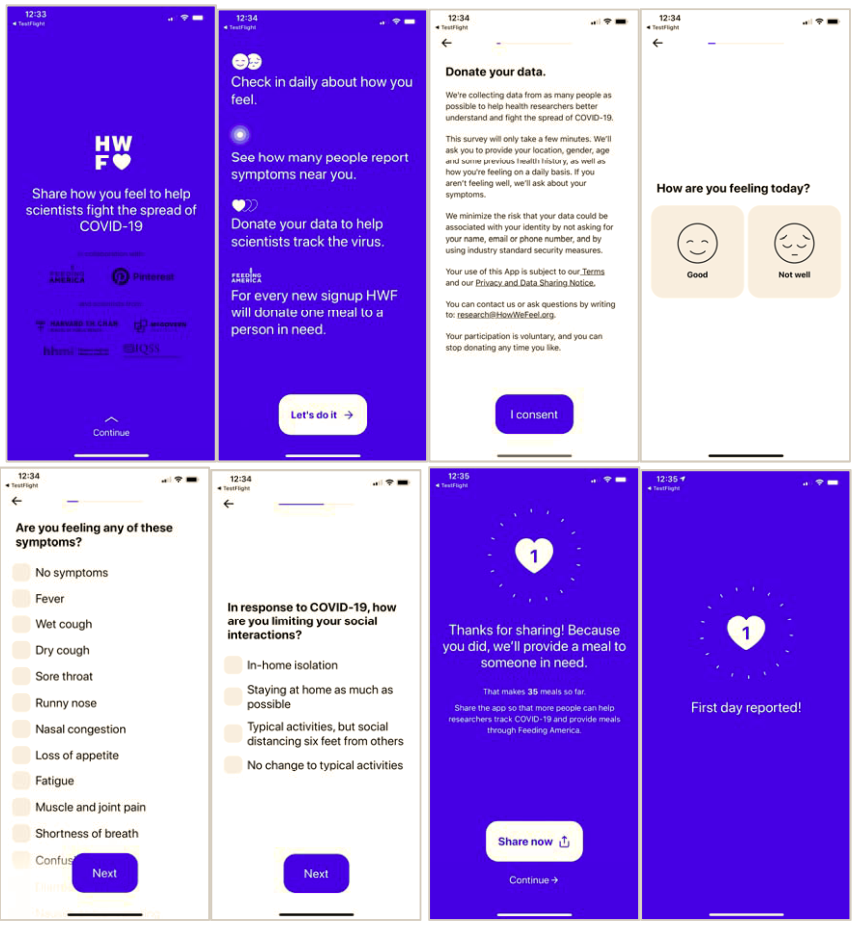 12:33
◄ TestFlight
HW
F
Share how you feel to help
scientists fight the spread of
COVID-19
FEEDING
AMERICA
Pinterest
HARVARD T.H. CHAN
Continue
12:34
◄ TestFlight
Check in daily about how you
feel.
See how many people report
symptoms near you.
Donate your data to help
scientists track the virus.
FEEDING
AMERICA
For every new signup HWF
will donate one meal to a
person in need.
Let's do it →
12:34
◄ TestFlight
←
Donate your data.
We're collecting data from as many people as
possible to help health researchers better
understand and fight the spread of COVID-19.
This survey will only take a few minutes. We'll
ask you to provide your location, gender, age
and some previous health history, as well as
how you're feeling on a daily basis. If you
aren't feeling well, we'll ask about your
symptoms.
We minimize the risk that your data could be
associated with your identity by not asking for
your name, email or phone number, and by
using industry standard security measures.
Your use of this App is subject to our Terms
and our Privacy and Data Sharing Notice.
You can contact us or ask questions by writing
to: research@HowWeFeel.org.
Your participation is voluntary, and you can
stop donating any time you like.
I consent
12:34
◄ TestFlight
←
How are you feeling today?
Good
Not well
12:34
◄ TestFlight
←
Are you feeling any of these
symptoms?
No symptoms
Fever
Wet cough
Dry cough
Sore throat
Runny nose
Nasal congestion
Loss of appetite
Fatigue
Muscle and joint pain
Shortness of breath
Confus
Next
12:34
◄ TestFlight
←
In response to COVID-19, how
are you limiting your social
interactions?
In-home isolation
Staying at home as much as
possible
Typical activities, but social
distancing six feet from others
No change to typical activities
Next
12:35
◄ TestFlight
1
Thanks for sharing! Because
you did, we'll provide a meal to
someone in need.
That makes 35 meals so far.
Share the app so that more people can help
researchers track COVID-19 and provide meals
through Feeding America.
Share now
Continue →
12:35
◄ TestFlight
1
First day reported!